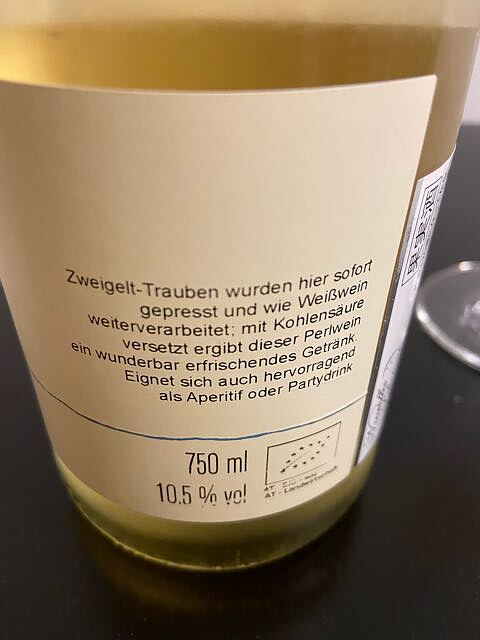 Zweigelt-Trauben wurden hier sofort
gepresst und wie Weißwein
weiterverarbeitet; mit Kohlensäure
versetzt ergibt dieser Perlwein
ein wunderbar erfrischendes Getränk.
Eignet sich auch hervorragend
als Aperitif oder Partydrink
750 ml
10.5 % vol
AT - Landwirtschaft